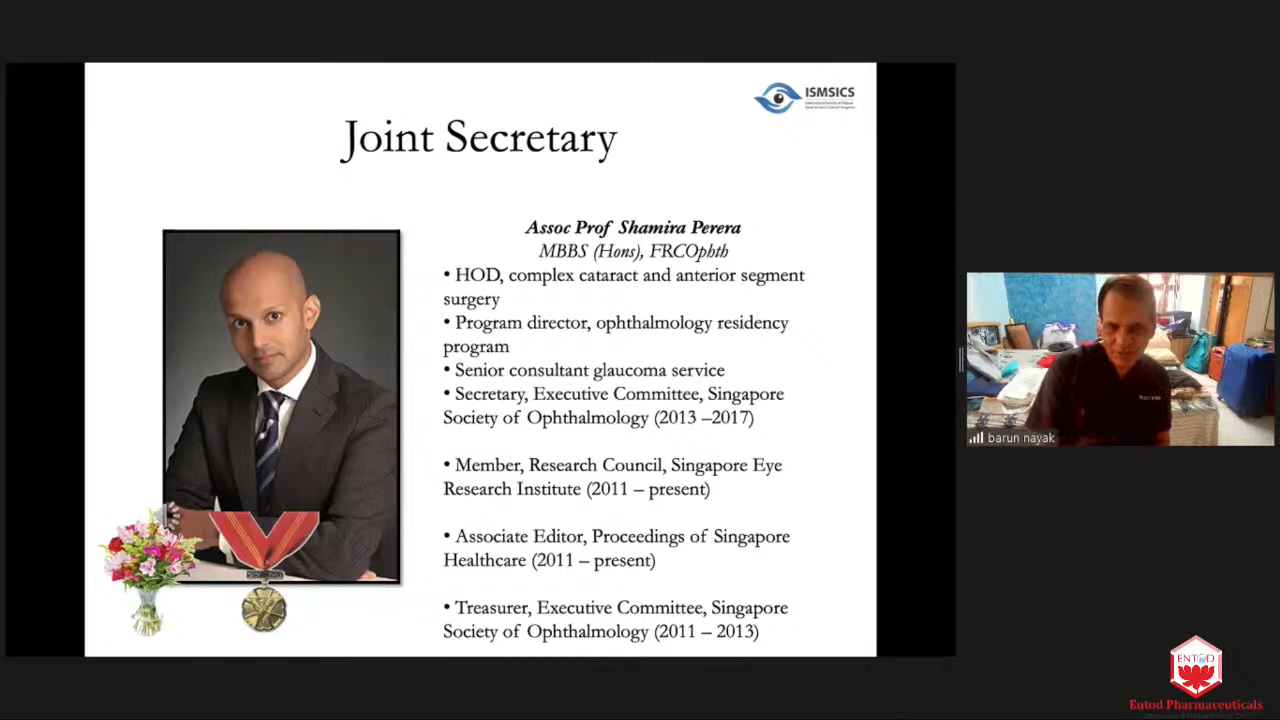 ISMSICS
Joint Secretary
Assoc Prof Shamira Perera
MBBS (Hons), FRCOphth
• HOD, complex cataract and anterior segment
surgery
• Program director, ophthalmology residency
program
• Senior consultant glaucoma service
• Secretary, Executive Committee, Singapore
Society of Ophthalmology (2013 –2017)
• Member, Research Council, Singapore Eye
Research Institute (2011 – present)
• Associate Editor, Proceedings of Singapore
Healthcare (2011 – present)
• Treasurer, Executive Committee, Singapore
Society of Ophthalmology (2011 – 2013)
barun nayak
ENTOD
Entod Pharmaceuticals